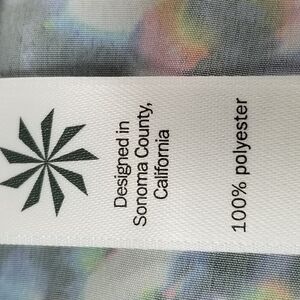 Designed in
Sonoma County,
California
100% polyester